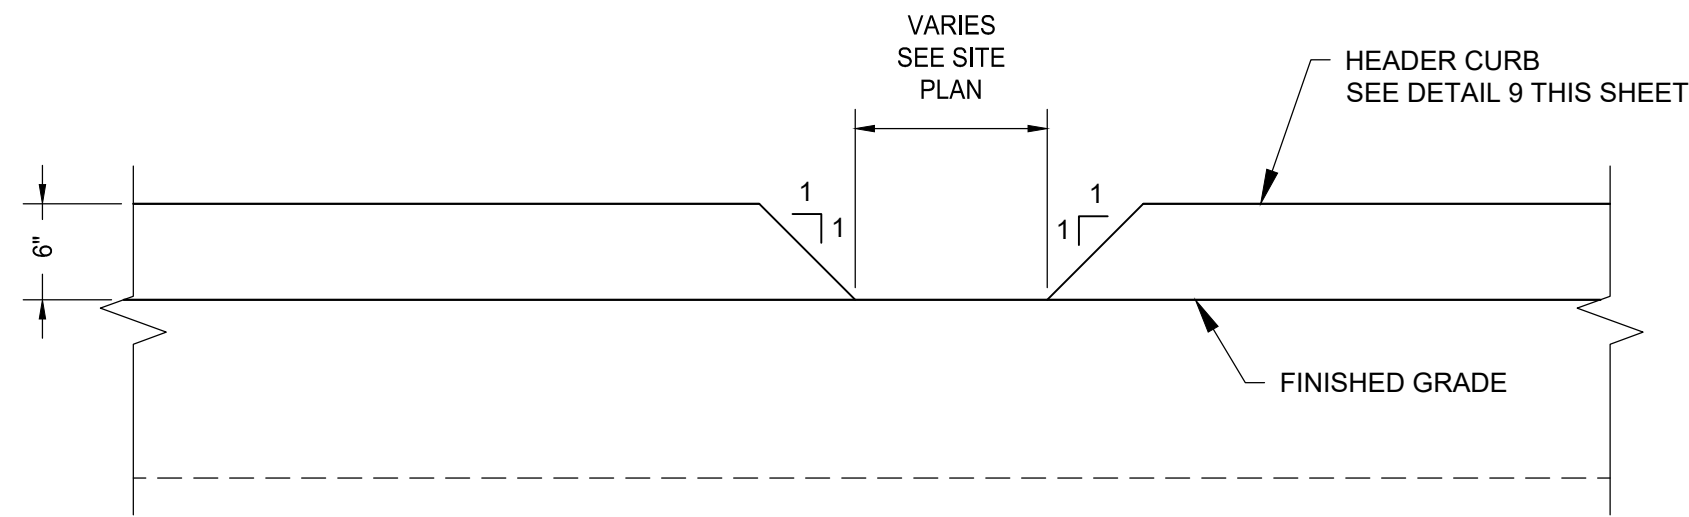 VARIES
SEE SITE
PLAN
HEADER CURB
SEE DETAIL 9 THIS SHEET
1
1
1
1
6"
FINISHED GRADE